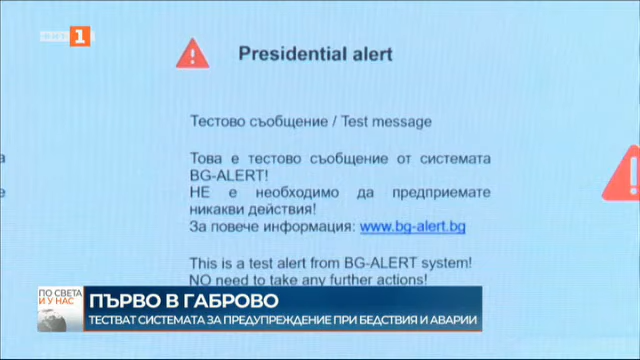 БНТ 1
Presidential alert
Тестово съобщение / Test message
Това е тестово съобщение от системата
BG-ALERT!
НЕ е необходимо да предприемате
никакви действия!
За повече информация: www.bg-alert.bg
This is a test alert from BG-ALERT system!
NO need to take any further actions!
ПО СВЕТА
И У НАС
ПЪРВО В ГАБРОВО
ТЕСТВАТ СИСТЕМАТА ЗА ПРЕДУПРЕЖДЕНИЕ ПРИ БЕДСТВИЯ И АВАРИИ